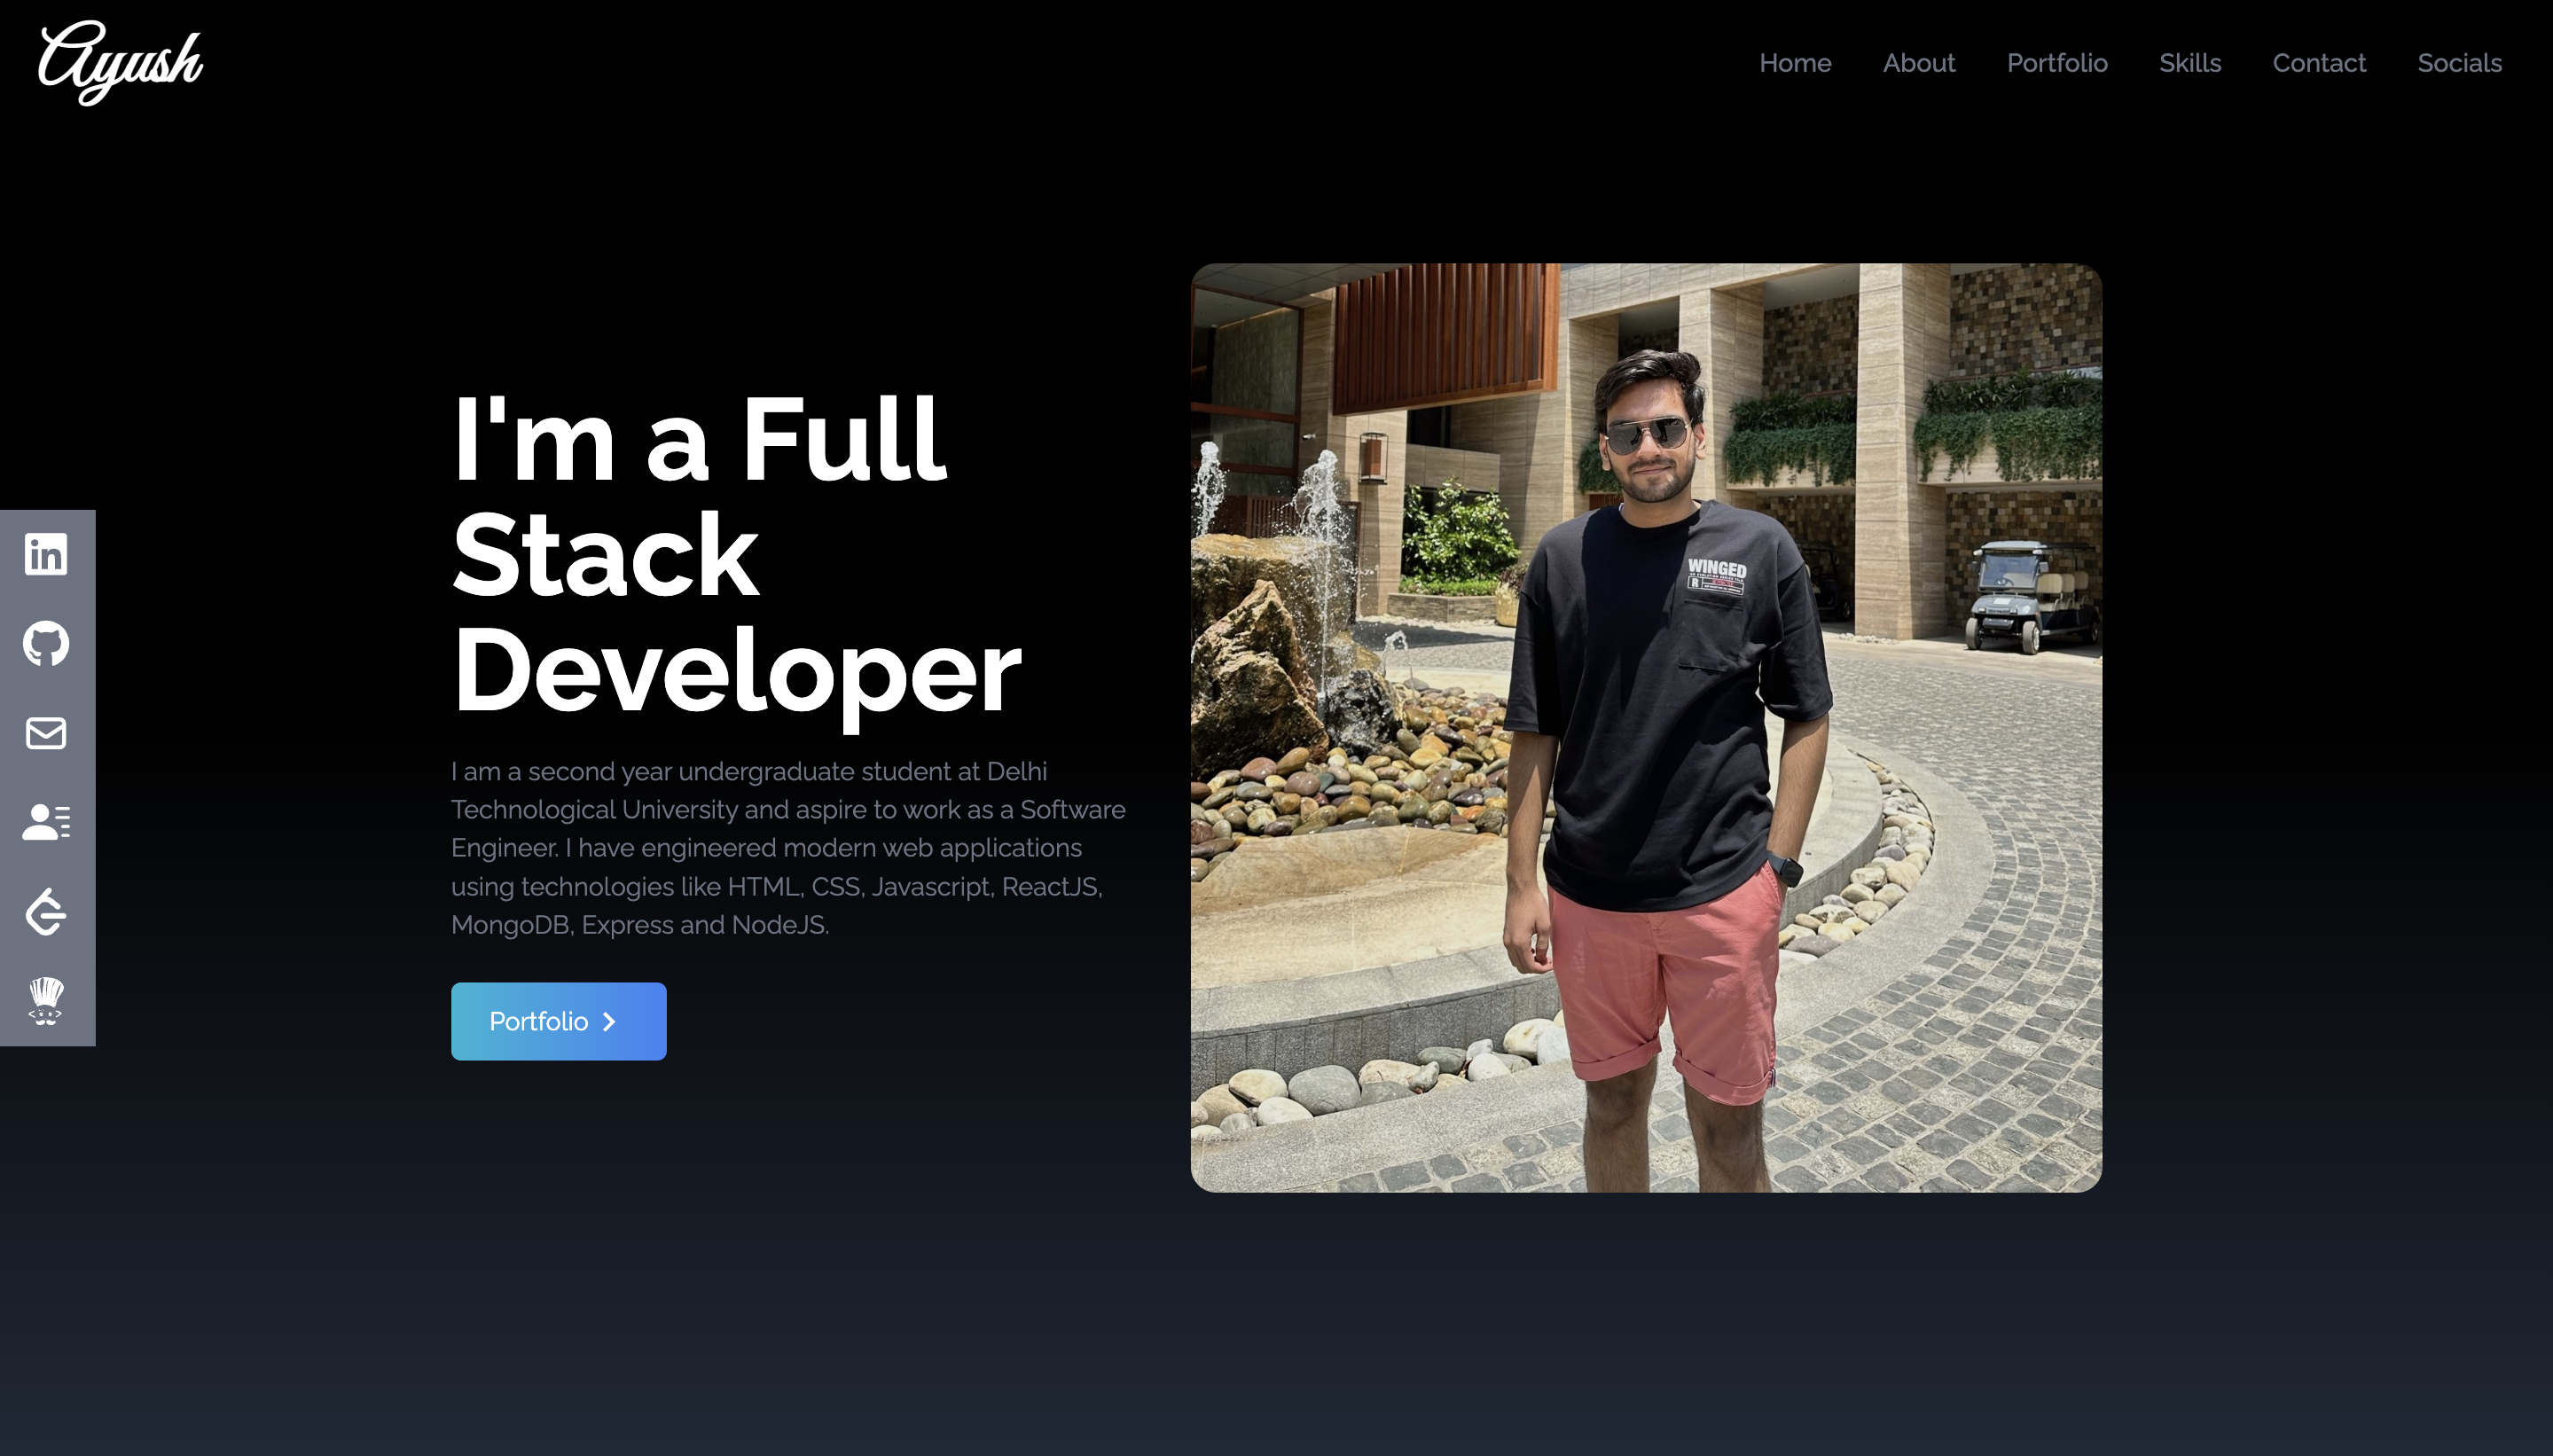 Ayush
Home
About
Portfolio
Skills
Contact
Socials
I'm a Full
Stack
Developer
I am a second year undergraduate student at Delhi
Technological University and aspire to work as a Software
Engineer. I have engineered modern web applications
using technologies like HTML, CSS, Javascript, ReactJS,
MongoDB, Express and NodeJS.
Portfolio
in
WINGED
R